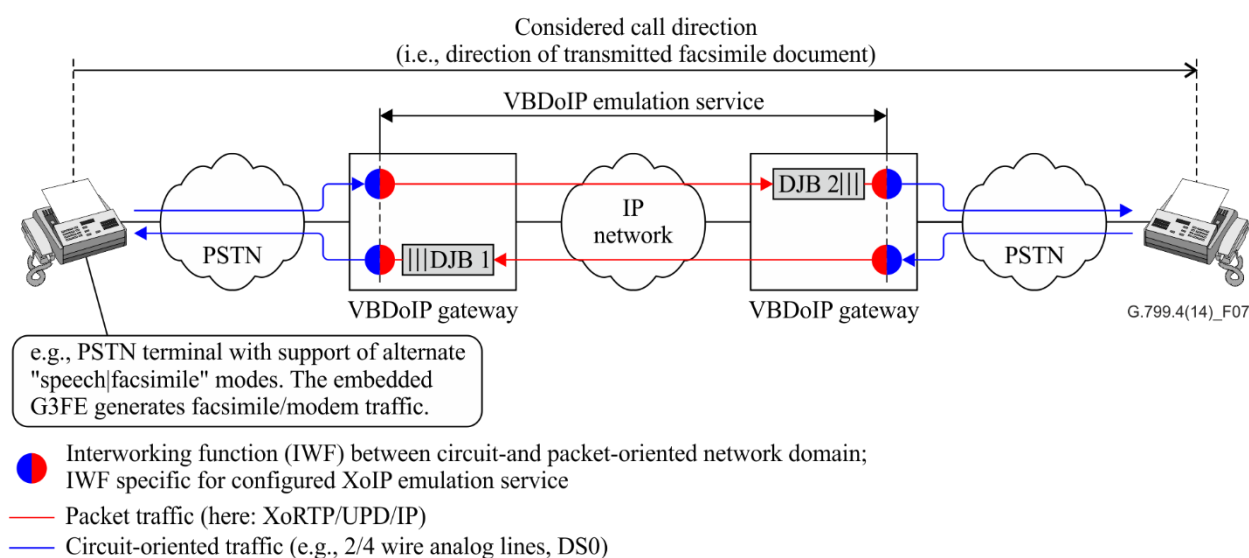 Considered call direction
(i.e., direction of transmitted facsimile document)
VBDoIP emulation service
DJB 2
PSTN
IP
network
PSTN
DJB 1
VBDoIP gateway
VBDoIP gateway
G.799.4(14)_F07
e.g., PSTN terminal with support of alternate
"speech|facsimile" modes. The embedded
G3FE generates facsimile/modem traffic.
Interworking function (IWF) between circuit-and packet-oriented network domain;
IWF specific for configured XoIP emulation service
Packet traffic (here: XoRTP/UPD/IP)
Circuit-oriented traffic (e.g., 2/4 wire analog lines, DS0)